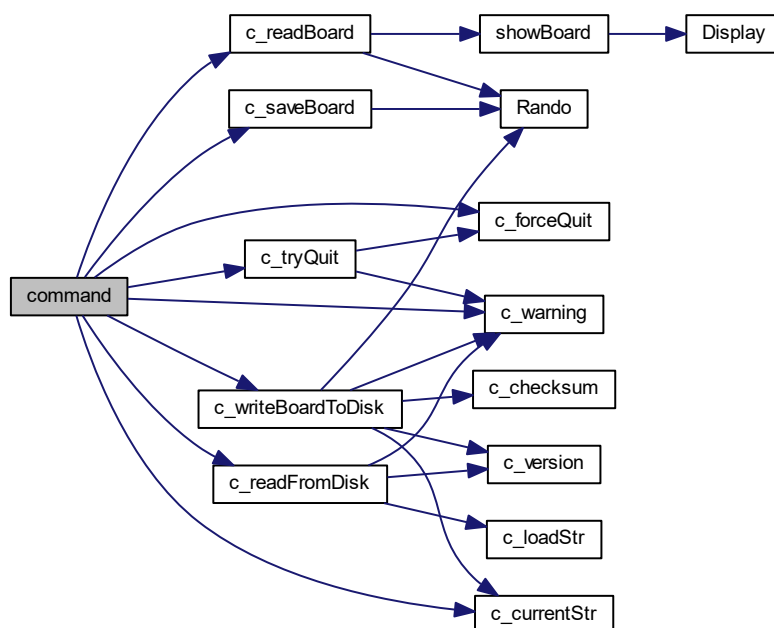 c_readBoard
showBoard
Display
c_saveBoard
Rando
c_forceQuit
c_tryQuit
command
c_warning
c_checksum
c_writeBoardToDisk
c_version
c_readFromDisk
c_loadStr
c_currentStr